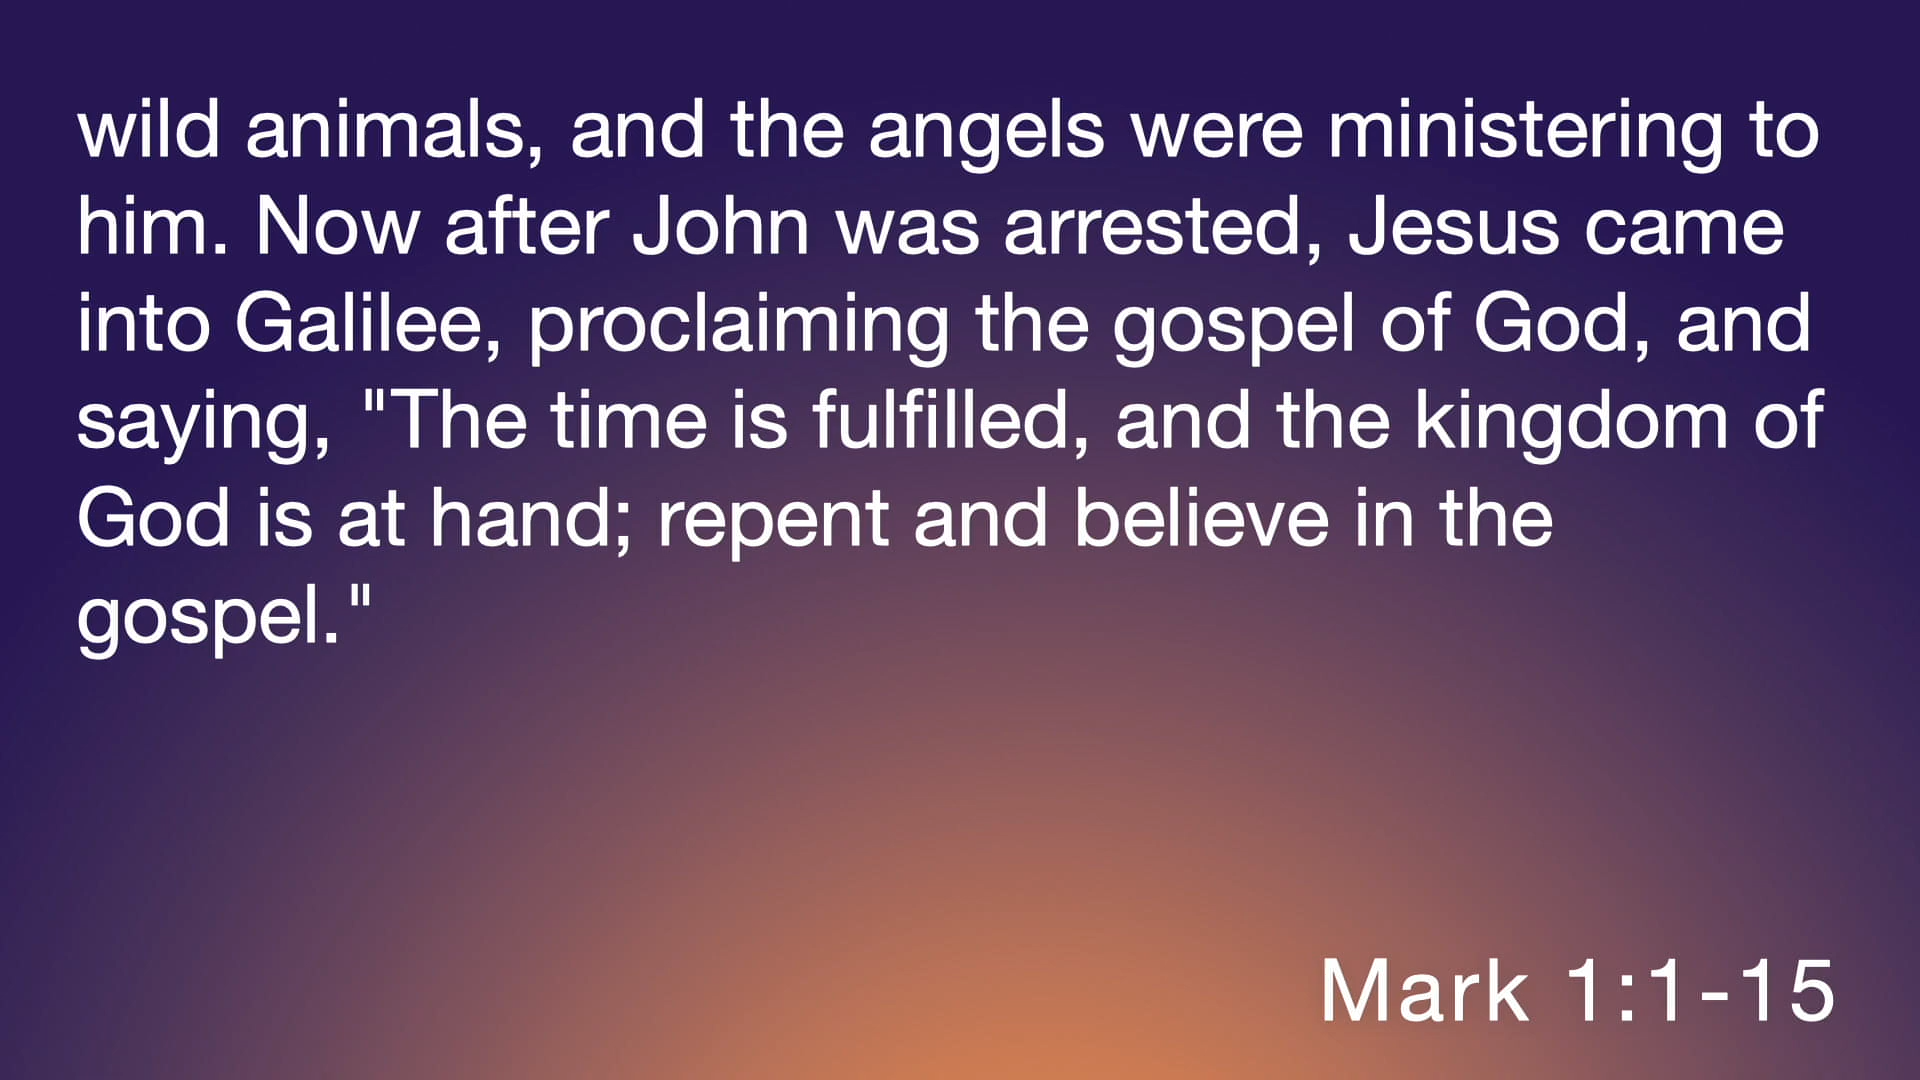 wild animals, and the angels were ministering to
him. Now after John was arrested, Jesus came
into Galilee, proclaiming the gospel of God, and
saying, "The time is fulfilled, and the kingdom of
God is at hand; repent and believe in the
gospel."
Mark 1:1-15